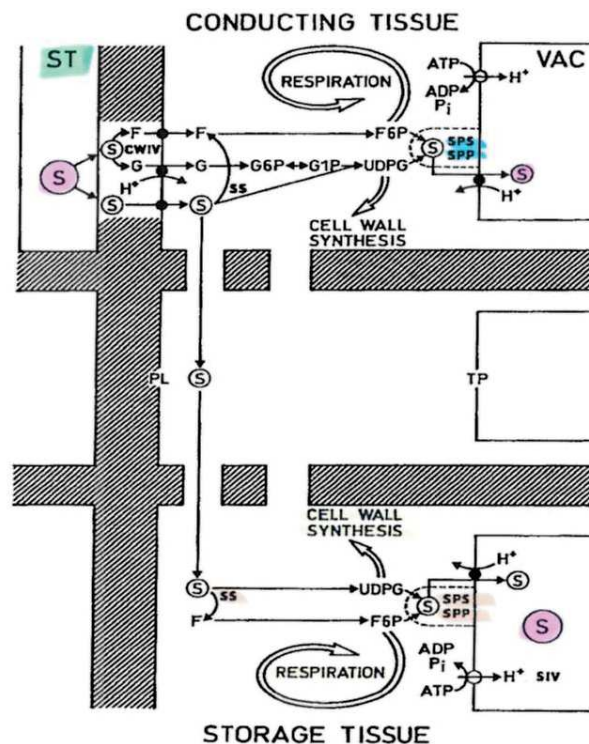 CONDUCTING TISSUE
ST
RESPIRATION
ATP
ADP
Pi
H⁺
VAC
F
F
F6P
S
CWIV
S
SPS
SPP
G
G
G6P
G1P
UDPG
S
H⁺
SS
S
H⁺
S
S
CELL WALL
SYNTHESIS
PL
S
TP
CELL WALL
SYNTHESIS
H⁺
S
SS
UDPG
S
SPS
SPP
S
F
F6P
S
RESPIRATION
ADP
Pi
ATP
H⁺
SIV
STORAGE TISSUE